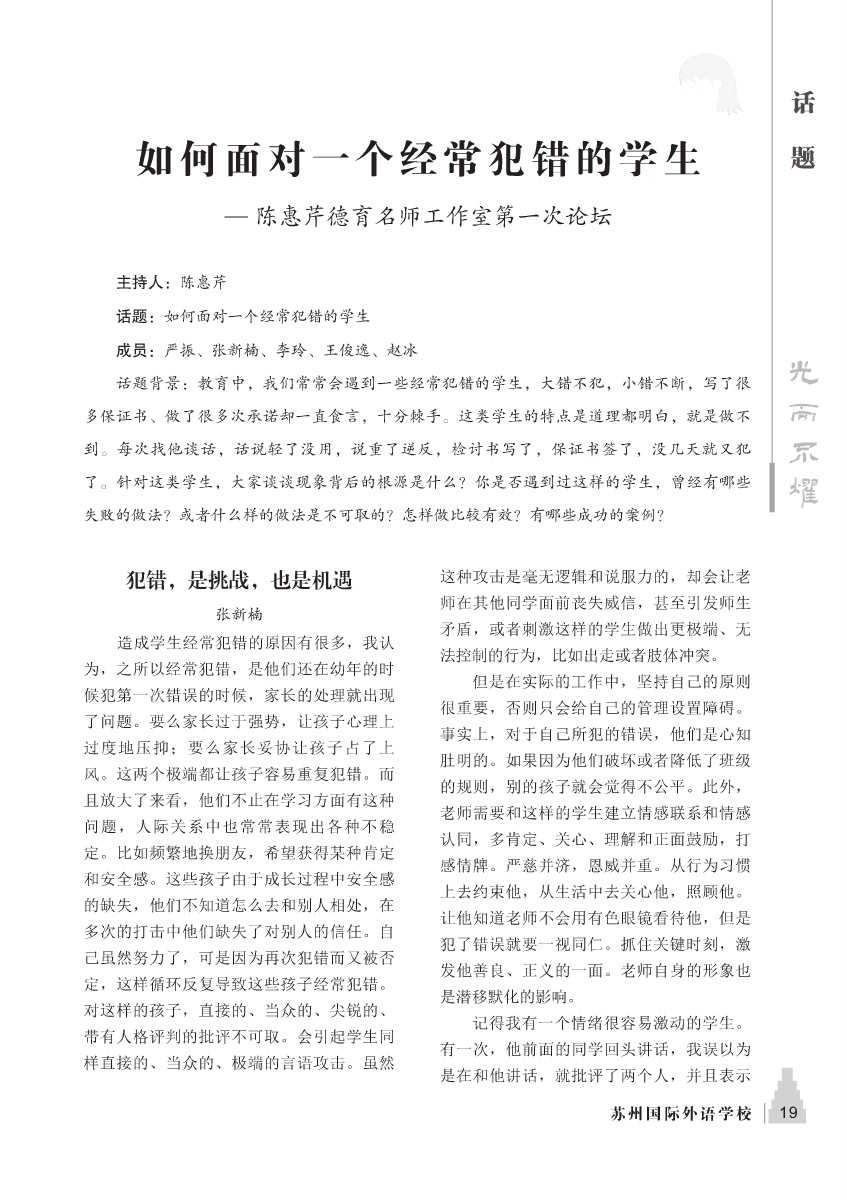 话题
如何面对一个经常犯错的学生
— 陈惠芹德育名师工作室第一次论坛
主持人：陈惠芹
话题：如何面对一个经常犯错的学生
成员：严振、张新楠、李玲、王俊逸、赵冰
话题背景：教育中，我们常常会遇到一些经常犯错的学生，大错不犯，小错不断，写了很
多保证书、做了很多次承诺却一直食言，十分棘手。这类学生的特点是道理都明白，就是做不
到。每次找他谈话，话说轻了没用，说重了逆反，检讨书写了，保证书签了，没几天就又犯
了。针对这类学生，大家谈谈现象背后的根源是什么？你是否遇到过这样的学生，曾经有哪些
失败的做法？或者什么样的做法是不可取的？怎样做比较有效？有哪些成功的案例？
光而不耀
犯错，是挑战，也是机遇
张新楠
造成学生经常犯错的原因有很多，我认
为，之所以经常犯错，是他们还在幼年的时
候犯第一次错误的时候，家长的处理就出现
了问题。要么家长过于强势，让孩子心理上
过度地压抑；要么家长妥协让孩子占了上
风。这两个极端都让孩子容易重复犯错。而
且放大了来看，他们不止在学习方面有这种
问题，人际关系中也常常表现出各种不稳
定。比如频繁地换朋友，希望获得某种肯定
和安全感。这些孩子由于成长过程中安全感
的缺失，他们不知道怎么去和别人相处，在
多次的打击中他们缺失了对别人的信任。自
己虽然努力了，可是因为再次犯错而又被否
定，这样循环反复导致这些孩子经常犯错。
对这样的孩子，直接的、当众的、尖锐的、
带有人格评判的批评不可取。会引起学生同
样直接的、当众的、极端的言语攻击。虽然
这种攻击是毫无逻辑和说服力的，却会让老
师在其他同学面前丧失威信，甚至引发师生
矛盾，或者刺激这样的学生做出更极端、无
法控制的行为，比如出走或者肢体冲突。
但是在实际的工作中，坚持自己的原则
很重要，否则只会给自己的管理设置障碍。
事实上，对于自己所犯的错误，他们是心知
肚明的。如果因为他们破坏或者降低了班级
的规则，别的孩子就会觉得不公平。此外，
老师需要和这样的学生建立情感联系和情感
认同，多肯定、关心、理解和正面鼓励，打
感情牌。严慈并济，恩威并重。从行为习惯
上去约束他，从生活中去关心他，照顾他。
让他知道老师不会用有色眼镜看待他，但是
犯了错误就要一视同仁。抓住关键时刻，激
发他善良、正义的一面。老师自身的形象也
是潜移默化的影响。
记得我有一个情绪很容易激动的学生。
有一次，他前面的同学回头讲话，我误以为
是在和他讲话，就批评了两个人，并且表示
苏州国际外语学校 19